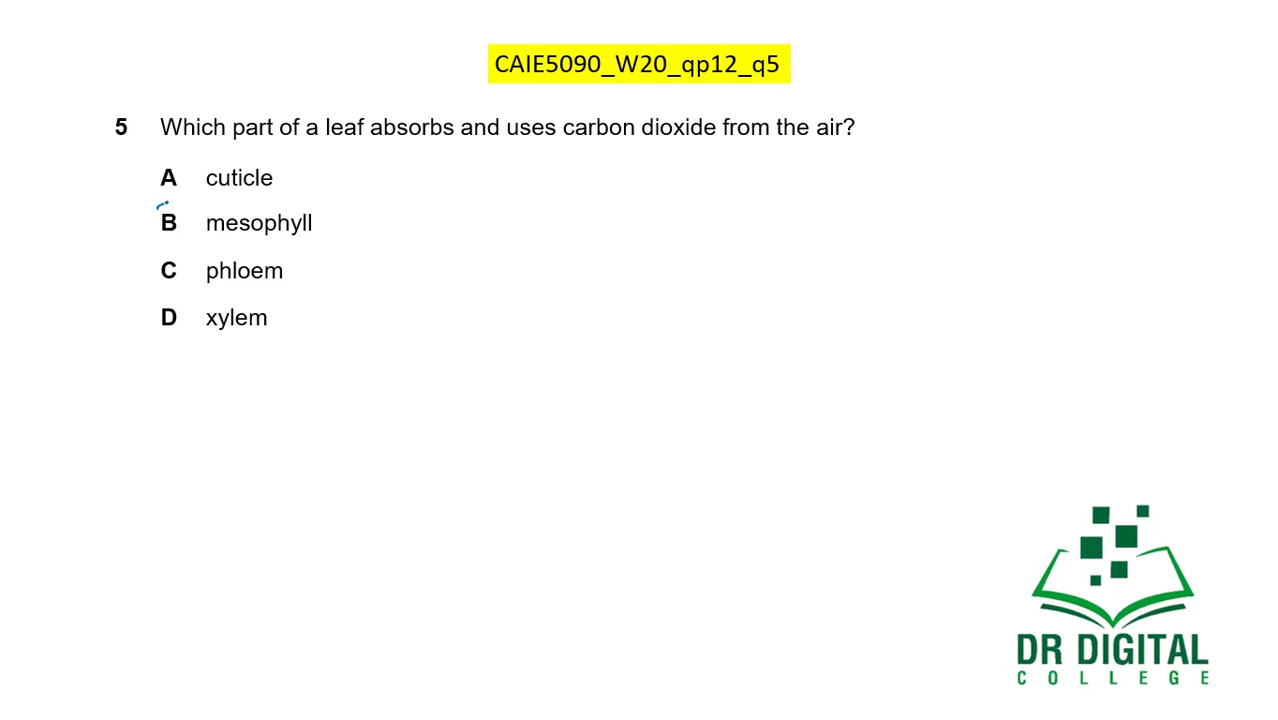 CAIE5090_W20_qp12_q5
5 Which part of a leaf absorbs and uses carbon dioxide from the air?
A cuticle
B mesophyll
C phloem
D xylem
DR DIGITAL
COLLEGE